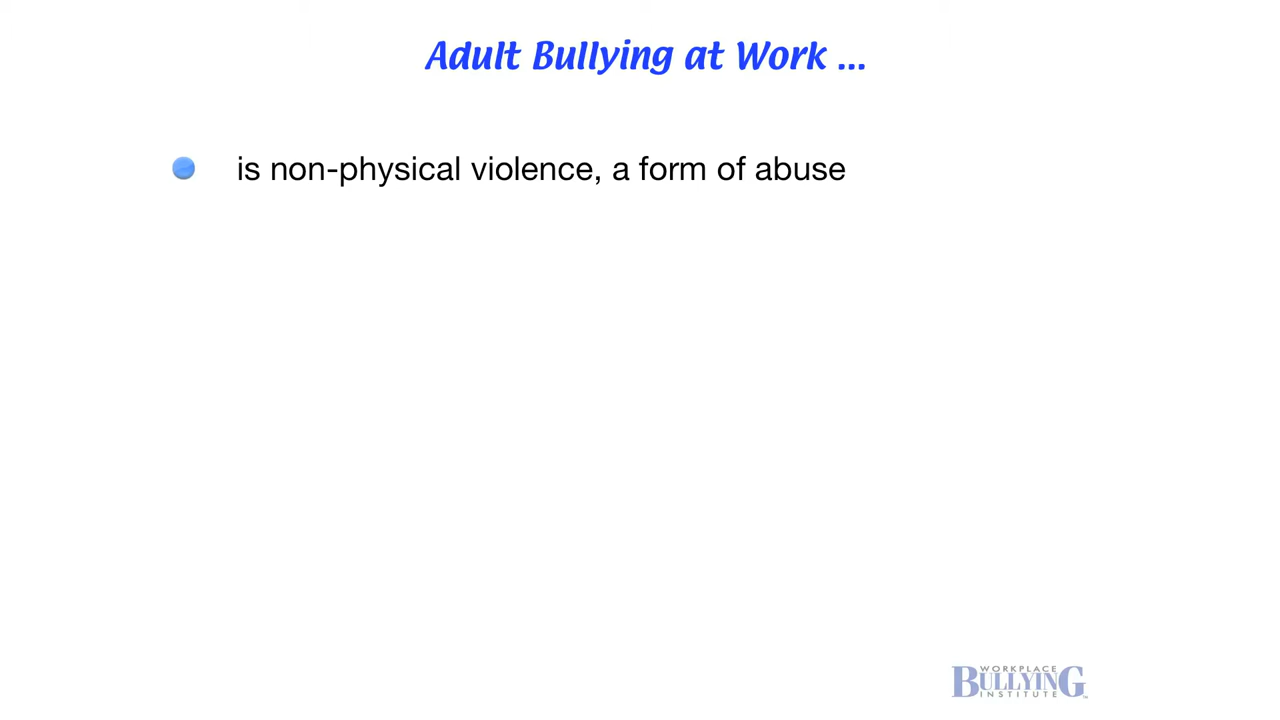 Adult Bullying at Work ...
is non-physical violence, a form of abuse
WORKPLACE
BULLYING
INSTITUTE